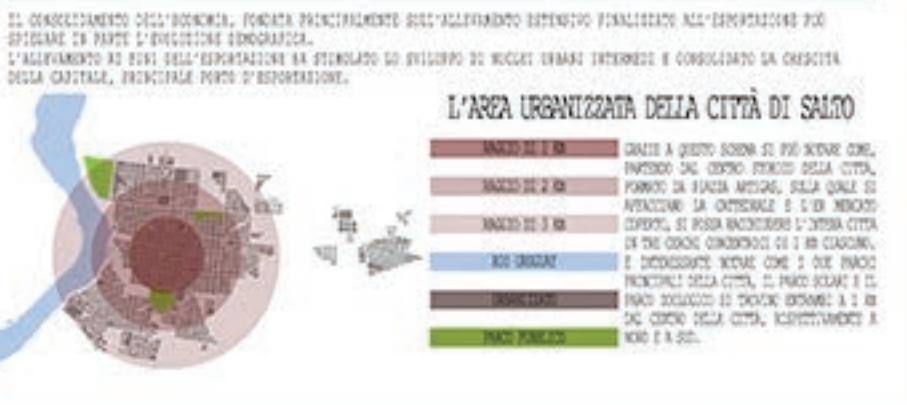 IL CONSOLIDAMENTO DELL'ECONOMIA, FONDATA PRINCIPALMENTE SULL'ALLEVAMENTO ESTENSIVO FINALIZZATO ALL'ESPORTAZIONE PUÒ
SPIEGARE IN PARTE L'EVOLUZIONE DEMOGRAFICA.
L'ALLEVAMENTO AI FINI DELL'ESPORTAZIONE HA STIMOLATO LO SVILUPPO DI NUCLEI URBANI INTERMEDI E CONSOLIDATO LA CRESCITA
DELLA CAPITALE, PRINCIPALE PORTO D'ESPORTAZIONE.
L'AREA URBANIZZATA DELLA CITTÀ DI SALTO
RAGGIO DI 1 KM
RAGGIO DI 2 KM
RAGGIO DI 3 KM
RIO URUGUAY
URBANIZZATO
PARCO PUBBLICO
GRAZIE A QUESTO SCHEMA SI PUÒ NOTARE COME,
PARTENDO DAL CENTRO STORICO DELLA CITTÀ,
FORMATO DA PIAZZA ARTIGAS, SULLA QUALE SI
AFFACCIANO LA CATTEDRALE E L'EX MERCATO
COPERTO, SI POSSA RACCHIUDERE L'INTERA CITTÀ
IN TRE CERCHI CONCENTRICI DI 1 KM CIASCUNO.
È INTERESSANTE NOTARE COME I DUE PARCHI
PRINCIPALI DELLA CITTÀ, IL PARCO SOLARI E IL
PARCO ZOOLOGICO SI TROVINO ENTRAMBI A 1 KM
DAL CENTRO DELLA CITTÀ, RISPETTIVAMENTE A
NORD E A SUD.